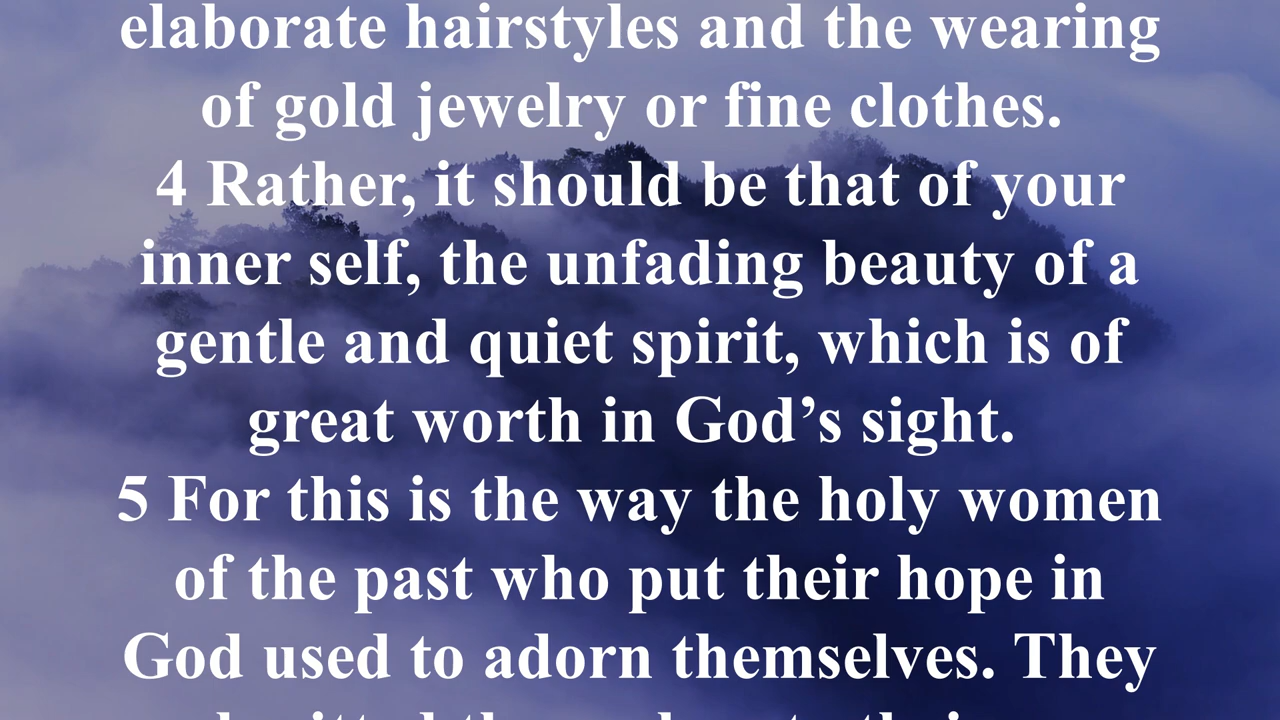 elaborate hairstyles and the wearing
of gold jewelry or fine clothes.
4 Rather, it should be that of your
inner self, the unfading beauty of a
gentle and quiet spirit, which is of
great worth in God’s sight.
5 For this is the way the holy women
of the past who put their hope in
God used to adorn themselves. They